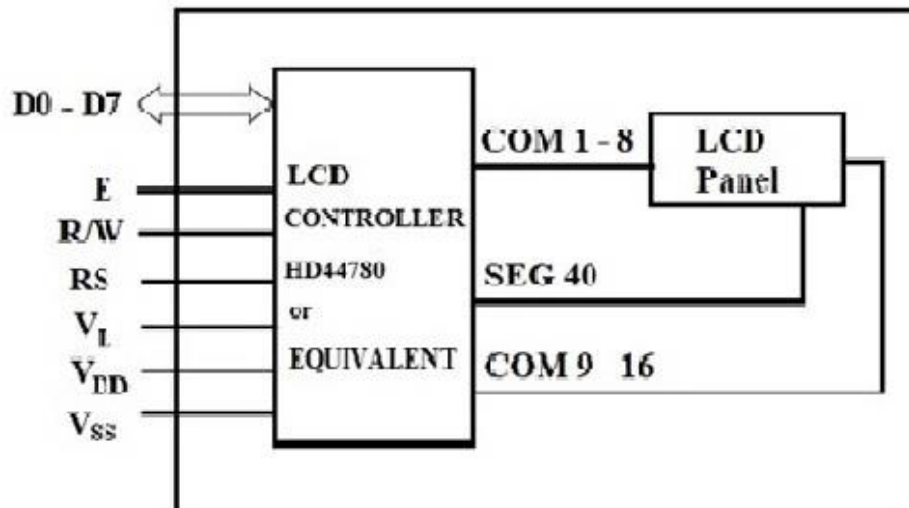 D0 - D7
E
R/W
RS
VL
VDD
VSS
LCD
CONTROLLER
HD44780
or
EQUIVALENT
COM 1 - 8
SEG 40
COM 9 16
LCD
Panel